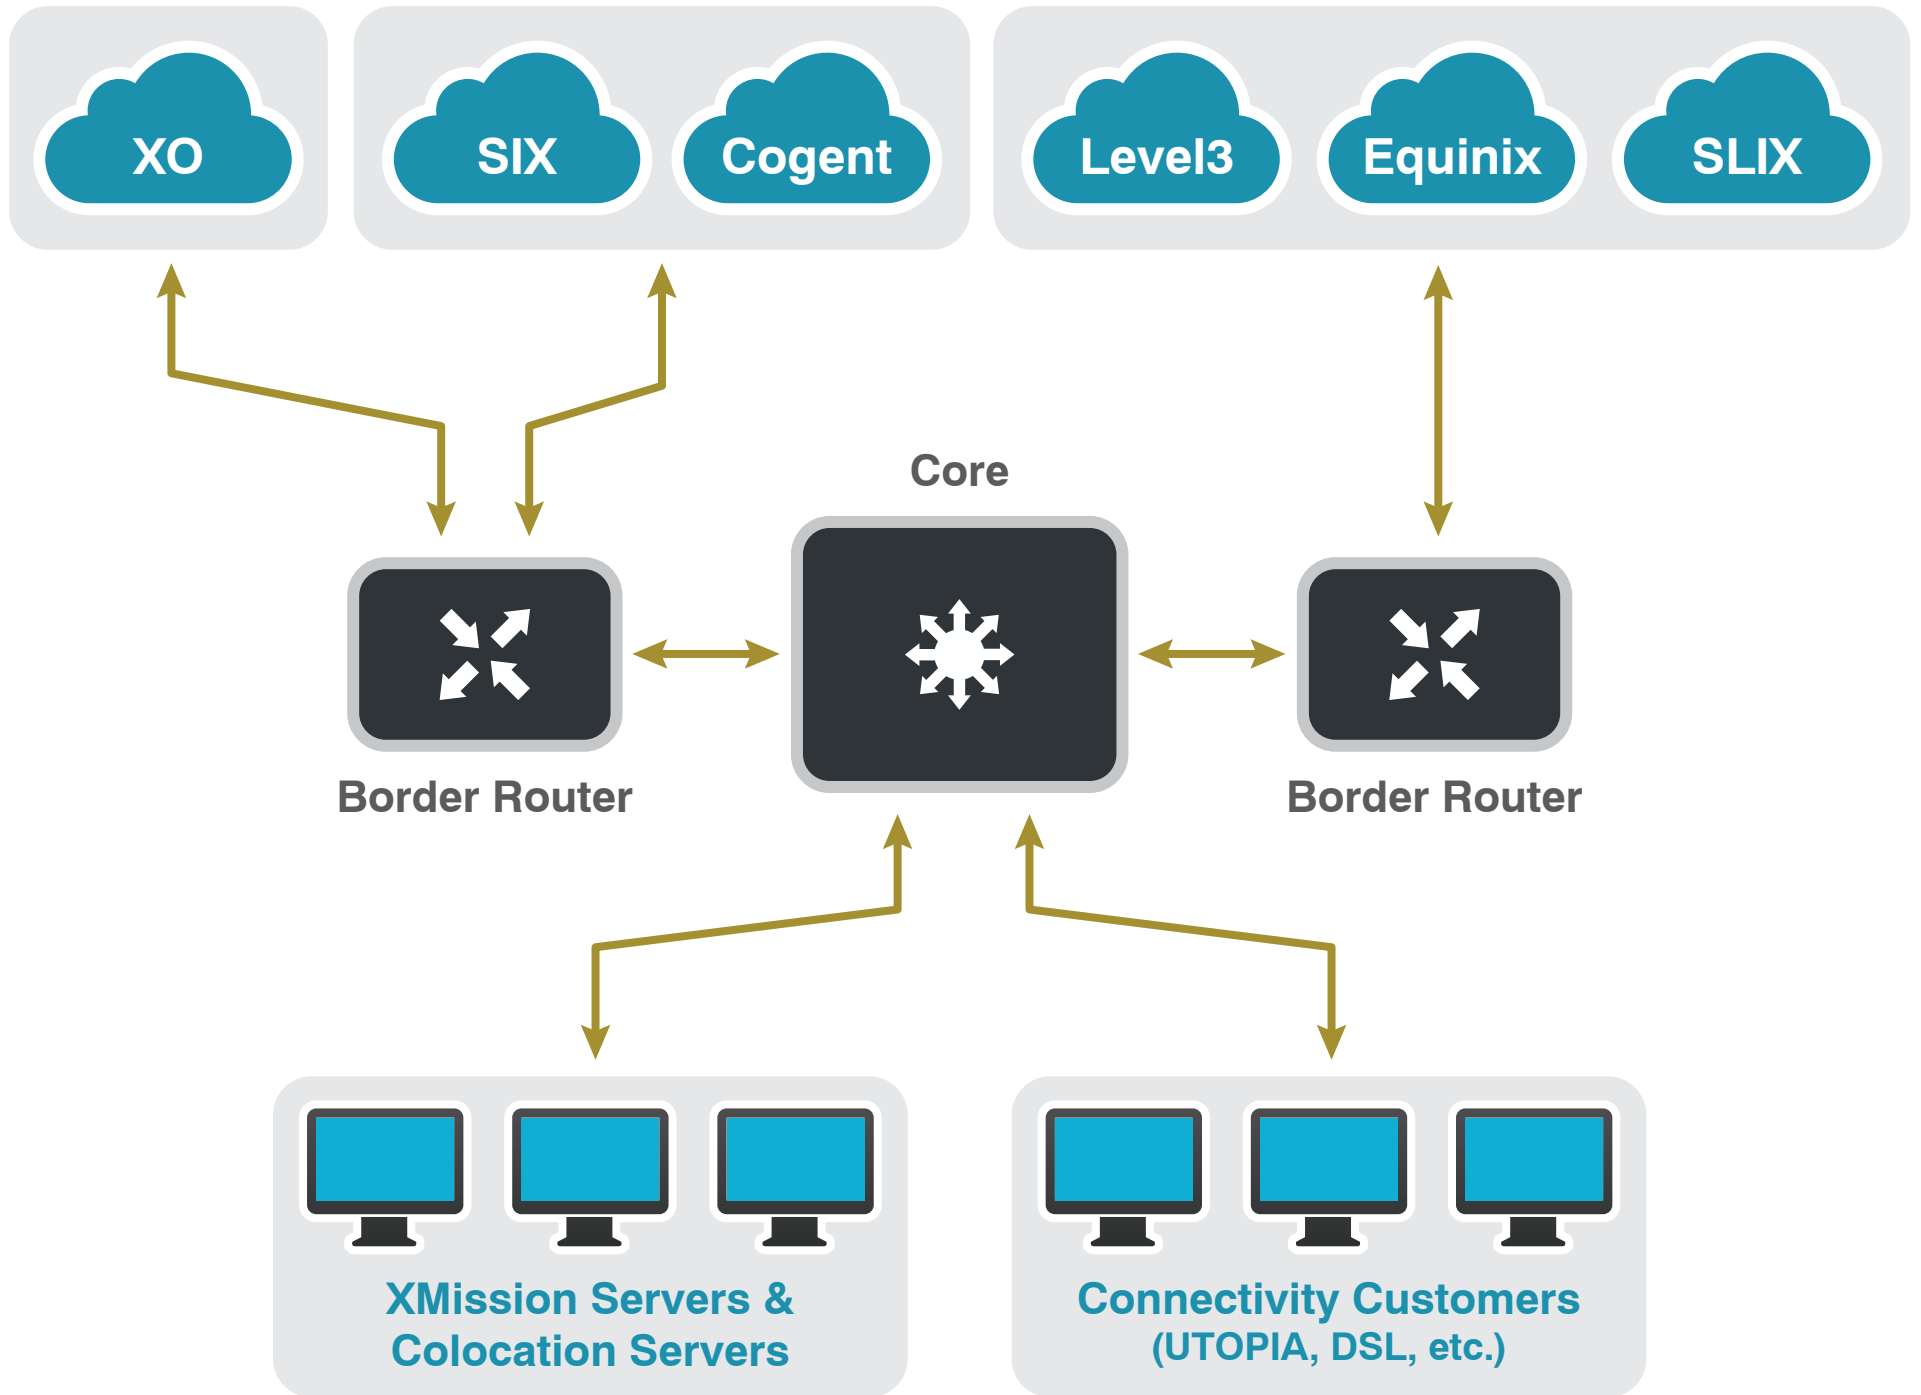 XO
SIX
Cogent
Level3
Equinix
SLIX
Core
Border Router
Border Router
XMission Servers &
Colocation Servers
Connectivity Customers
(UTOPIA, DSL, etc.)